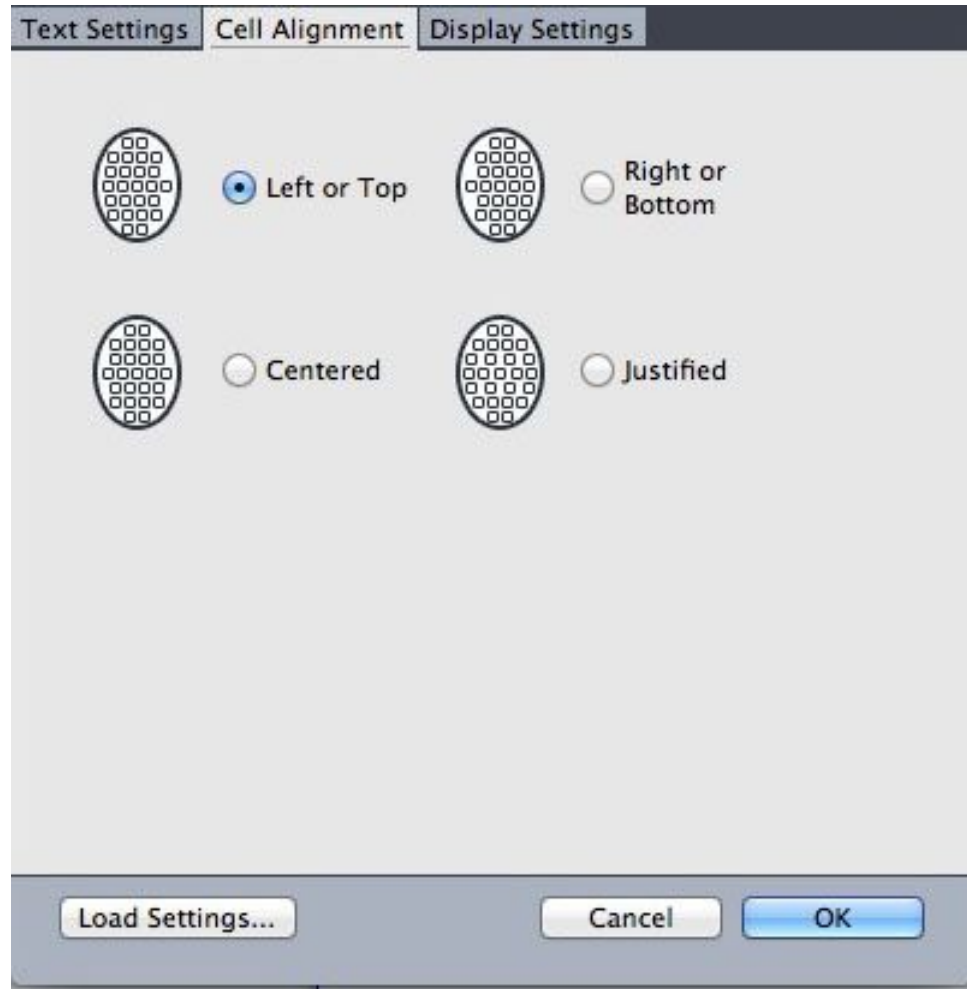 Text Settings Cell Alignment Display Settings
Left or Top
Right or
Bottom
Centered
Justified
Load Settings...
Cancel
OK